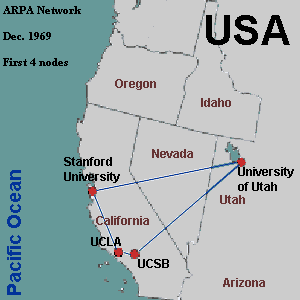 ARPA Network
Dec. 1969
First 4 nodes
USA
Oregon
Idaho
Stanford
University
Nevada
University
of Utah
Utah
California
UCLA
UCSB
Arizona
Pacific Ocean